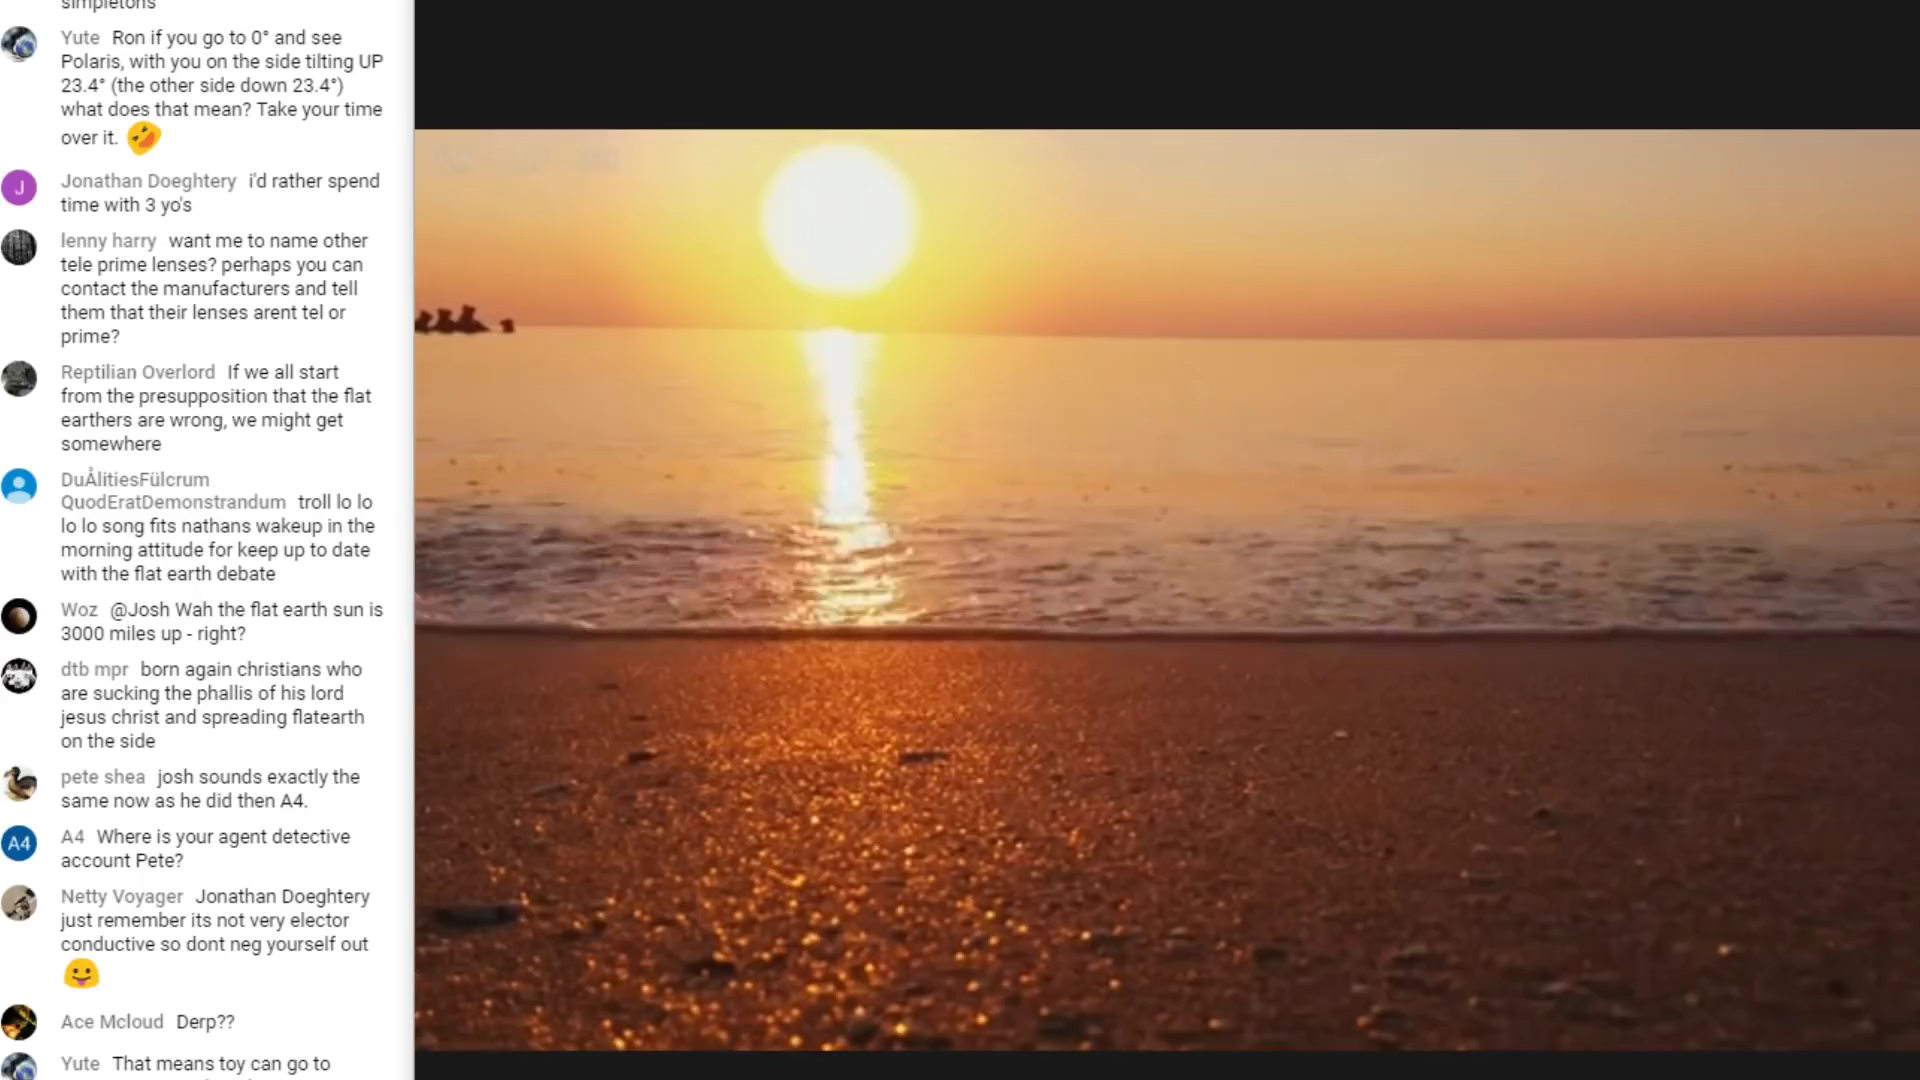 simpletons
Yute Ron if you go to 0° and see
Polaris, with you on the side tilting UP
23.4° (the other side down 23.4°)
what does that mean? Take your time
over it.
J
Jonathan Doeghtery i'd rather spend
time with 3 yo's
lenny harry want me to name other
tele prime lenses? perhaps you can
contact the manufacturers and tell
them that their lenses arent tel or
prime?
Reptilian Overlord If we all start
from the presupposition that the flat
earthers are wrong, we might get
somewhere
DuÅlitiesFülcrum
QuodEratDemonstrandum troll lo lo
lo lo song fits nathans wakeup in the
morning attitude for keep up to date
with the flat earth debate
Woz @Josh Wah the flat earth sun is
3000 miles up - right?
dtb mpr born again christians who
are sucking the phallis of his lord
jesus christ and spreading flatearth
on the side
pete shea josh sounds exactly the
same now as he did then A4.
A4
A4 Where is your agent detective
account Pete?
Netty Voyager Jonathan Doeghtery
just remember its not very elector
conductive so dont neg yourself out
Ace Mcloud Derp??
Yute That means toy can go to